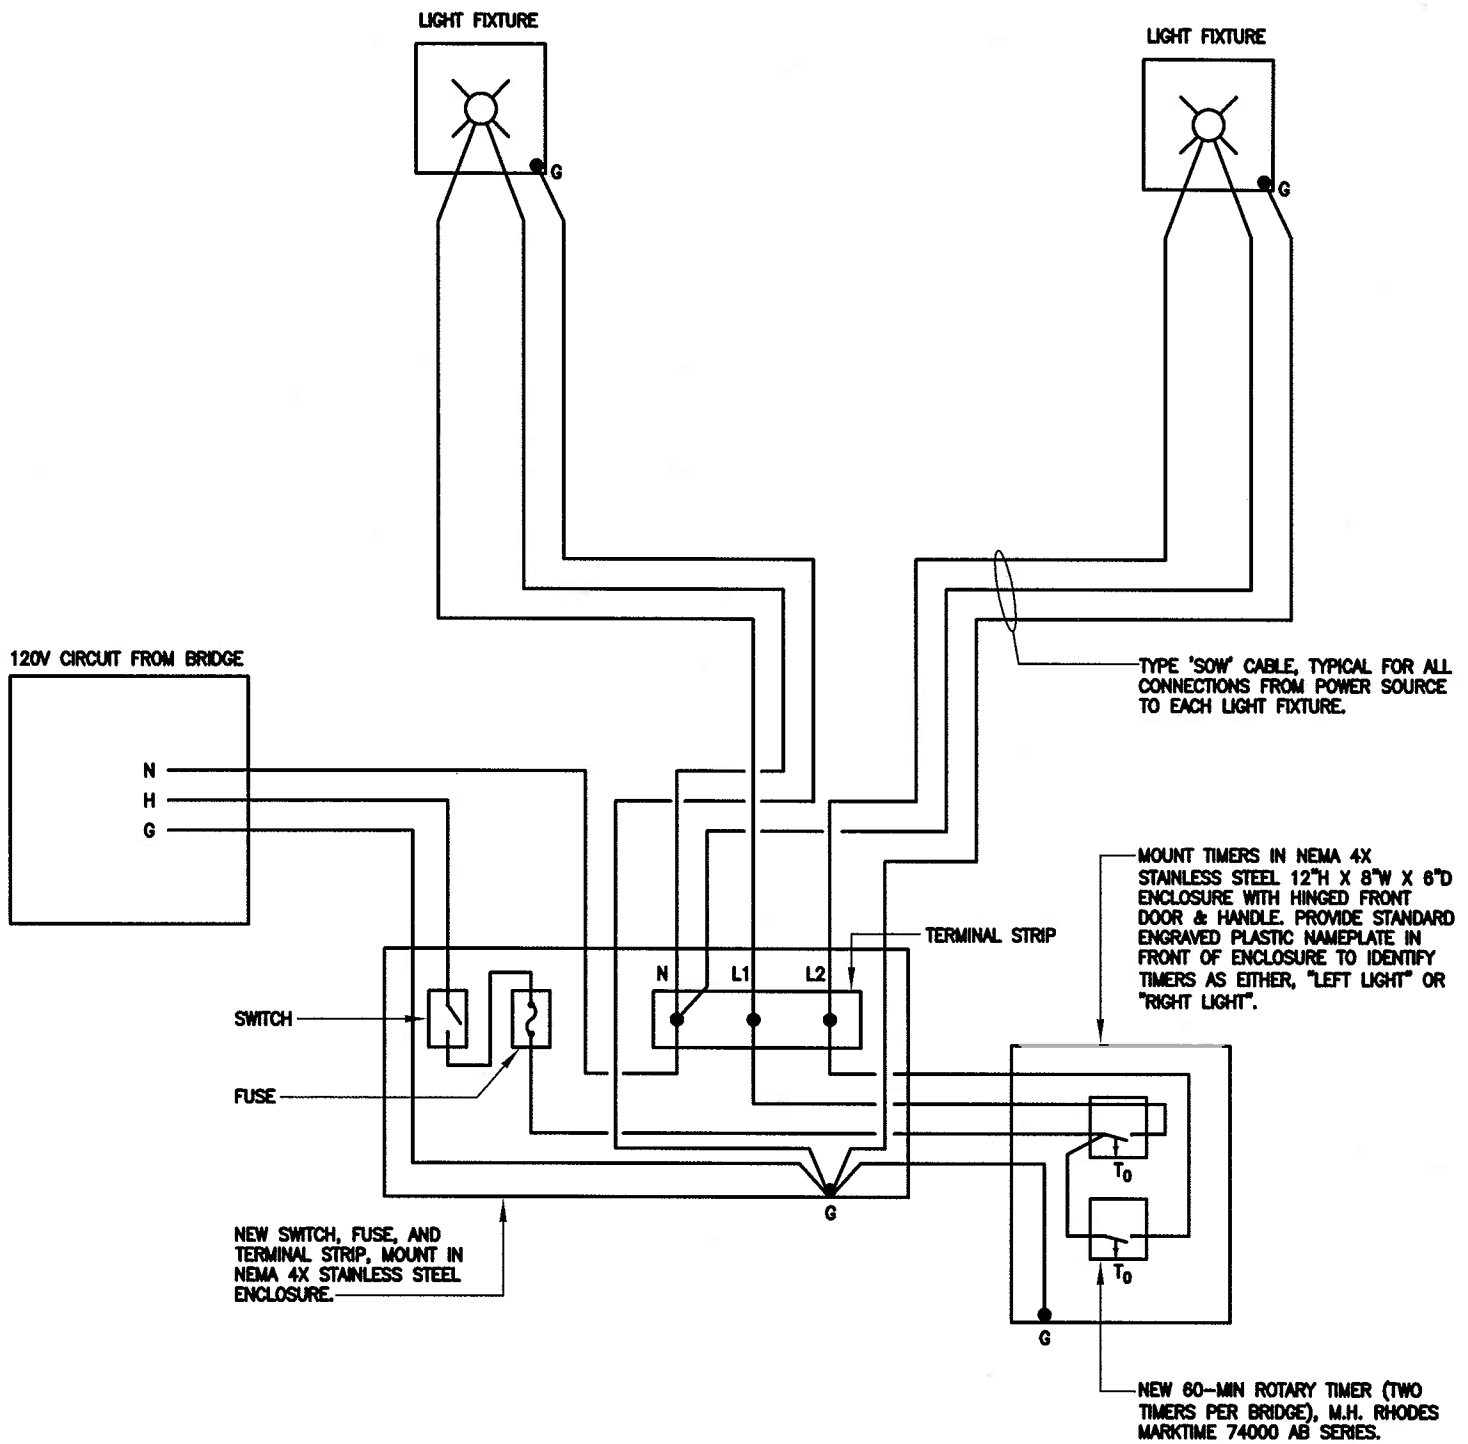 LIGHT FIXTURE
LIGHT FIXTURE
G
G
120V CIRCUIT FROM BRIDGE
TYPE 'SOW' CABLE, TYPICAL FOR ALL
CONNECTIONS FROM POWER SOURCE
TO EACH LIGHT FIXTURE.
N
H
G
MOUNT TIMERS IN NEMA 4X
STAINLESS STEEL 12"H X 8"W X 6"D
ENCLOSURE WITH HINGED FRONT
DOOR & HANDLE. PROVIDE STANDARD
ENGRAVED PLASTIC NAMEPLATE IN
FRONT OF ENCLOSURE TO IDENTIFY
TIMERS AS EITHER, "LEFT LIGHT" OR
"RIGHT LIGHT".
TERMINAL STRIP
N L1 L2
SWITCH
FUSE
TO
G
NEW SWITCH, FUSE, AND
TERMINAL STRIP, MOUNT IN
NEMA 4X STAINLESS STEEL
ENCLOSURE.
TO
G
NEW 60-MIN ROTARY TIMER (TWO
TIMERS PER BRIDGE), M.H. RHODES
MARKTIME 74000 AB SERIES.